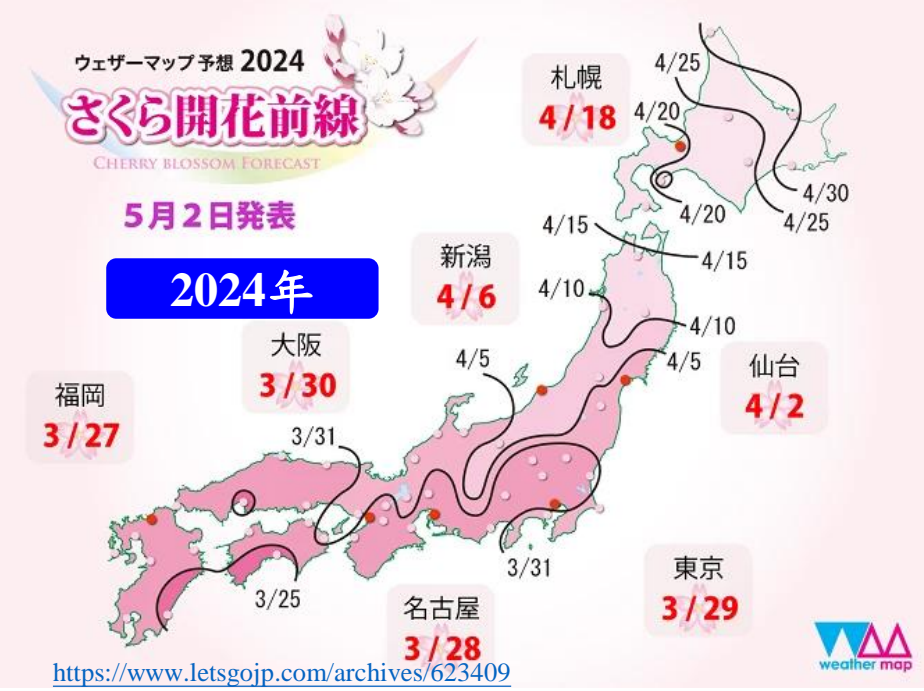 ウェザーマップ予想 2024
さくら開花前線
CHERRY BLOSSOM FORECAST
5月2日発表
2024年
札幌
4/18
新潟
4/6
大阪
3/30
福岡
3/27
仙台
4/2
東京
3/29
名古屋
3/28
4/25
4/20
4/30
4/20
4/25
4/15
4/15
4/10
4/10
4/5
4/5
3/31
3/31
3/25
https://www.letsgojp.com/archives/623409
weather map